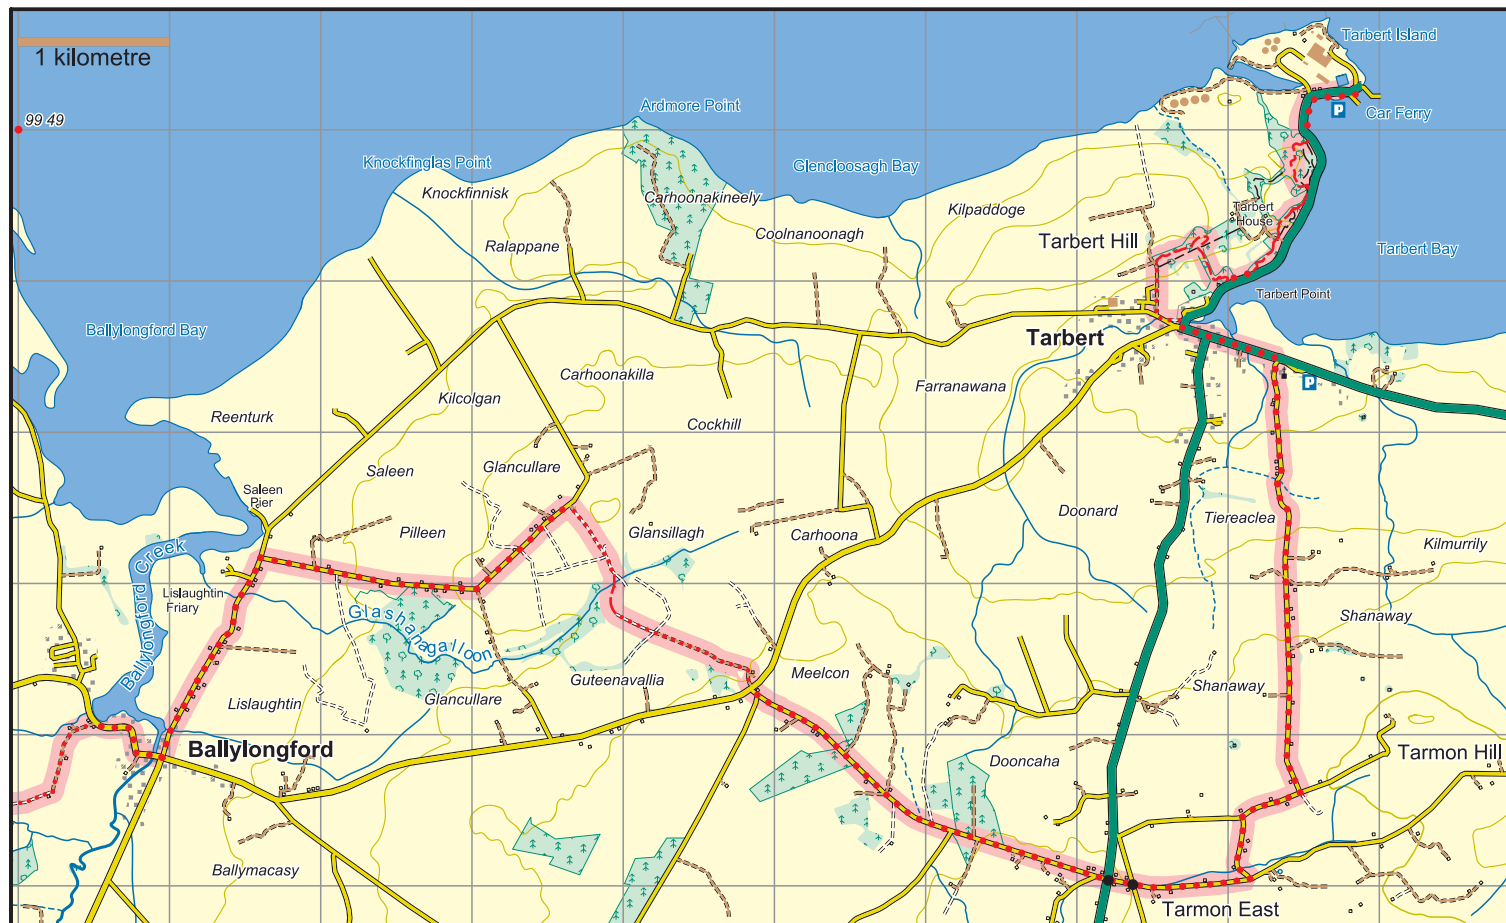 Tarbert Island
1 kilometre
Ardmore Point
P
Car Ferry
99 49
Knockfinglas Point
Glencloosagh Bay
Knockfinnisk
Carhoonakineely
Kilpaddoge
Tarbert
House
Coolnanoonagh
Tarbert Hill
Ralappane
Tarbert Bay
Tarbert Point
Ballylongford Bay
Tarbert
Carhoonakilla
Farranawana
P
Kilcolgan
Reenturk
Cockhill
Saleen
Glancullare
Saleen
Pier
Doonard
Tiereaclea
Pilleen
Glansillagh
Carhoona
Kilmurrily
Ballylongford Creek
Lislaughtin
Friary
Glashanagalloon
Shanaway
Meelcon
Guteenavallia
Shanaway
Lislaughtin
Glancullare
Ballylongford
Dooncaha
Tarmon Hill
Ballymacasy
Tarmon East